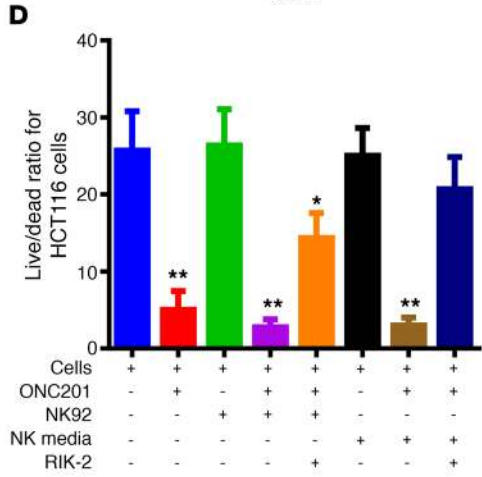 D
40
30
20
10
0
Live/dead ratio for
HCT116 cells
**
**
*
**
Cells + + + + + + + +
ONC201 - + - + + - + +
NK92 - - + + + - - -
NK media - - - - - + + +
RIK-2 - - - - + - - +